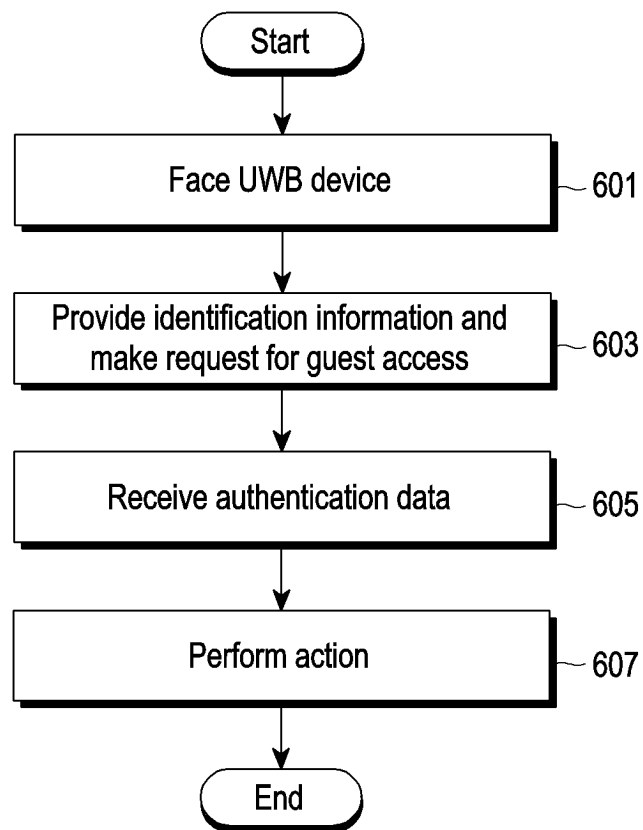 Start
Face UWB device
601
Provide identification information and
make request for guest access
603
Receive authentication data
605
Perform action
607
End